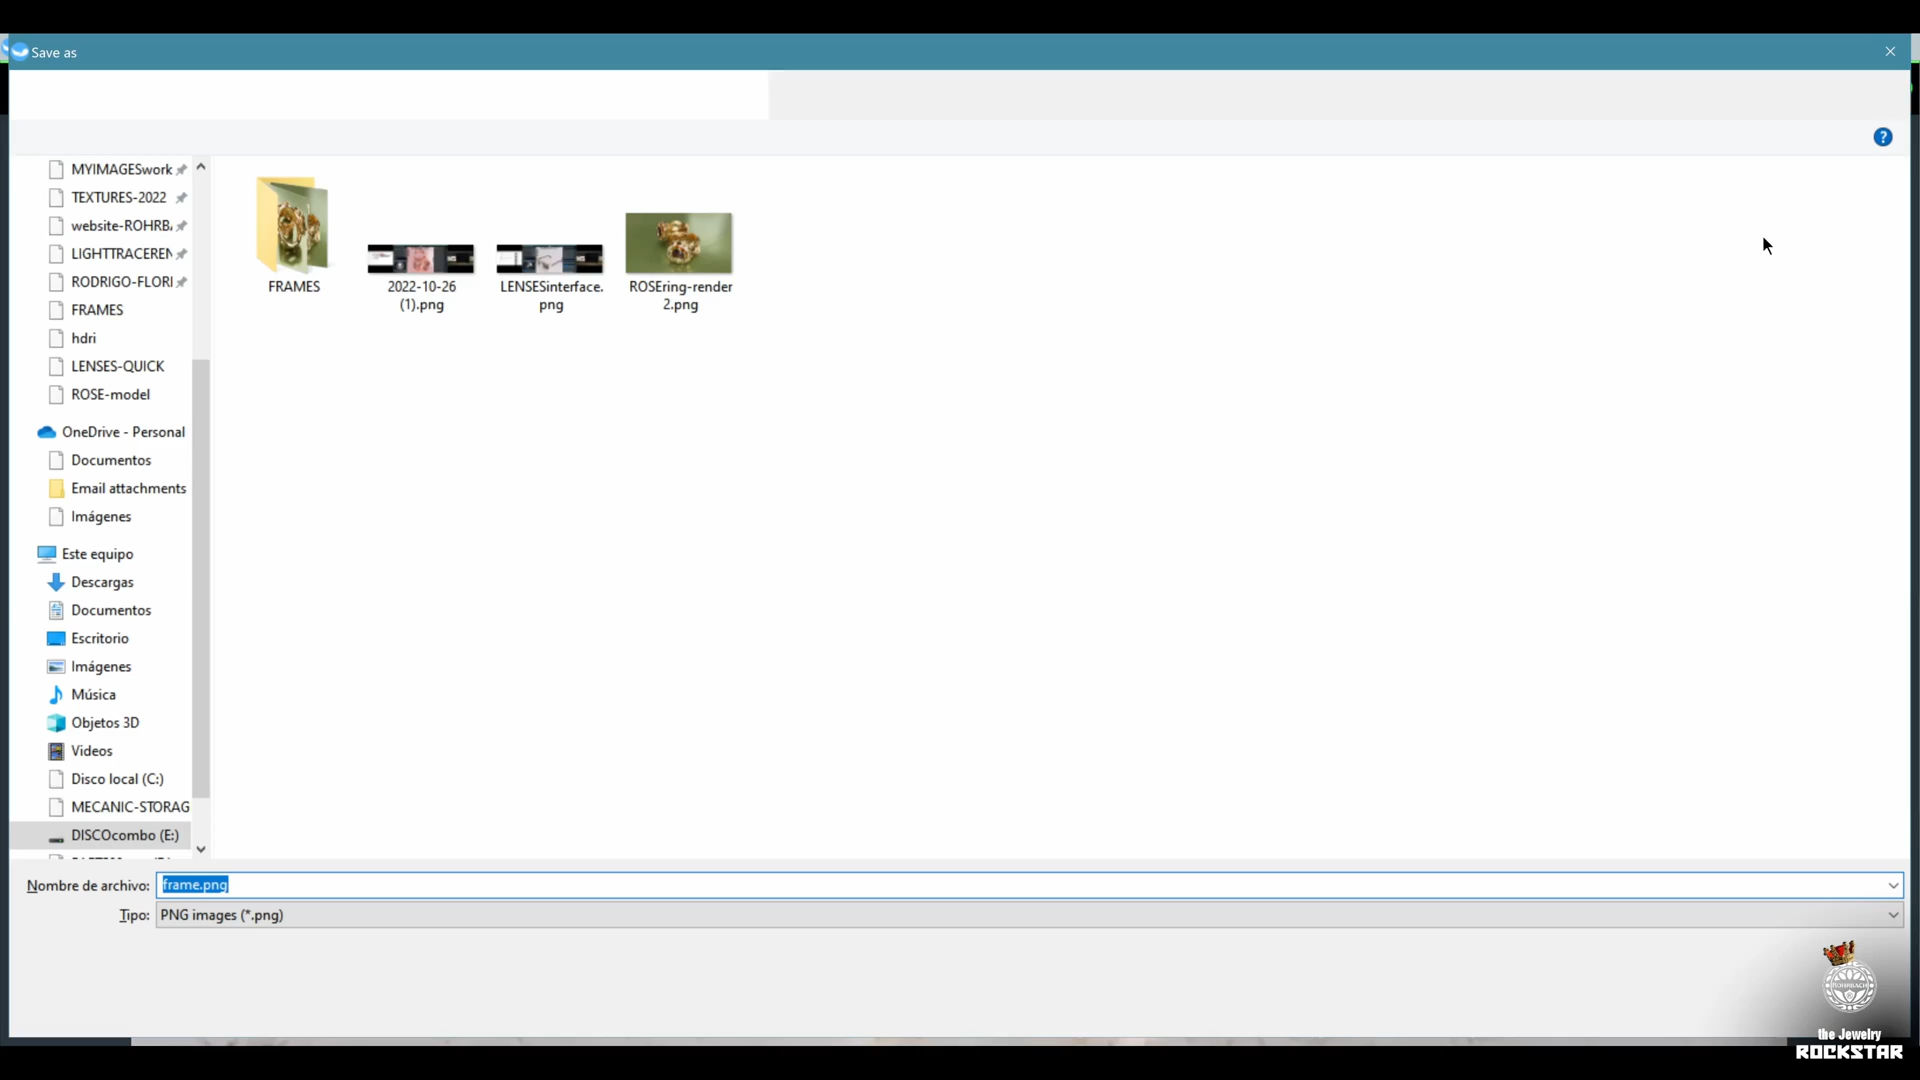 Save as
MYIMAGESwork
TEXTURES-2022
website-ROHRB
LIGHTTRACEREN
RODRIGO-FLORI
FRAMES
hdri
LENSES-QUICK
ROSE-model
OneDrive - Personal
Documentos
Email attachments
Imágenes
Este equipo
Descargas
Documentos
Escritorio
Imágenes
Música
Objetos 3D
Videos
Disco local (C:)
MECANIC-STORAG
DISCOcombo (E:)
FRAMES
2022-10-26
(1).png
LENSESinterface.
png
ROSEring-render
2.png
Nombre de archivo:
frame.png
Tipo:
PNG images (*.png)
ROHRBACH
the Jewelry
ROCKSTAR